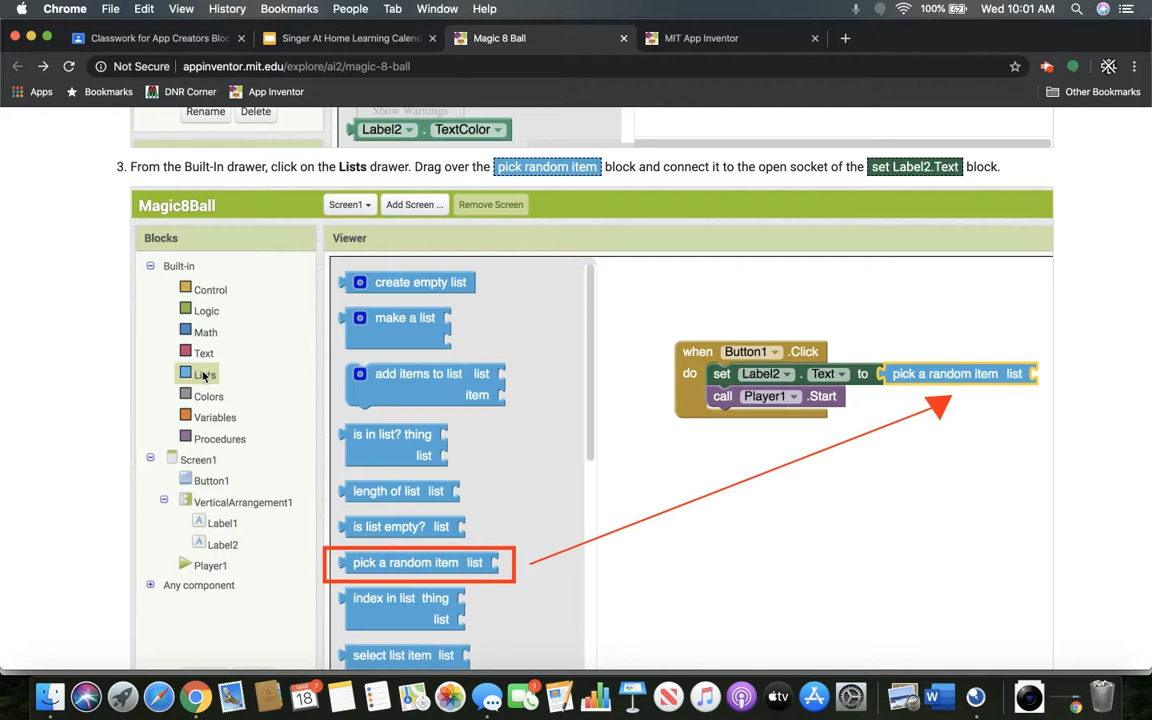 Chrome File Edit View History Bookmarks People Tab Window Help 100% Wed 10:01 AM
Classwork for App Creators Bloc × Singer At Home Learning Calend × Magic 8 Ball × MIT App Inventor × +
Not Secure | appinventor.mit.edu/explore/ai2/magic-8-ball
Apps Bookmarks DNR Corner App Inventor Other Bookmarks
Rename Delete Show Warnings
Label2 . TextColor
3. From the Built-In drawer, click on the Lists drawer. Drag over the pick random item block and connect it to the open socket of the set Label2.Text block.
Magic8Ball Screen1 Add Screen ... Remove Screen
Blocks Viewer
Built-in
Control
Logic
Math
Text
Lists
Colors
Variables
Procedures
Screen1
Button1
VerticalArrangement1
Label1
Label2
Player1
Any component
create empty list
make a list
add items to list list
item
is in list? thing
list
length of list list
is list empty? list
pick a random item list
index in list thing
list
select list item list
when Button1 .Click
do set Label2 . Text to pick a random item list
call Player1 .Start
MAR
18
7
1
tv
W